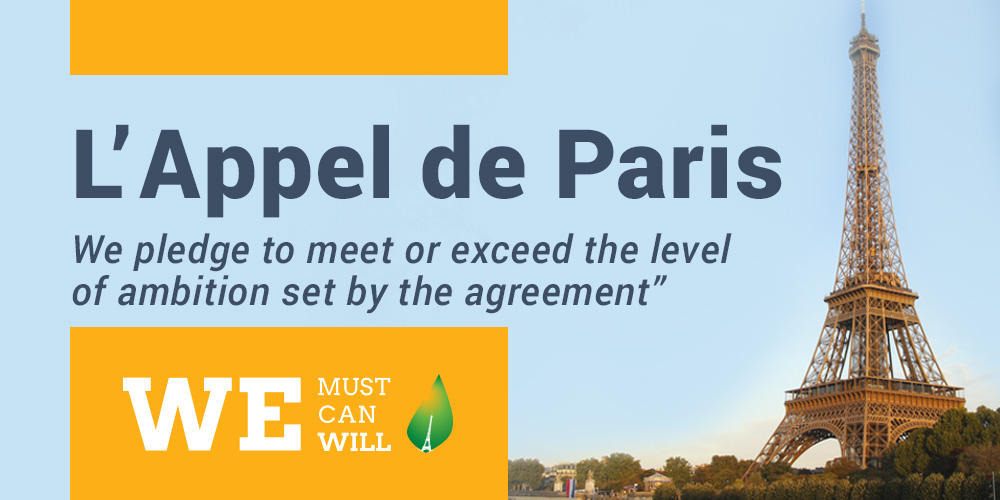 L'Appel de Paris
We pledge to meet or exceed the level
of ambition set by the agreement”
WE
MUST
CAN
WILL